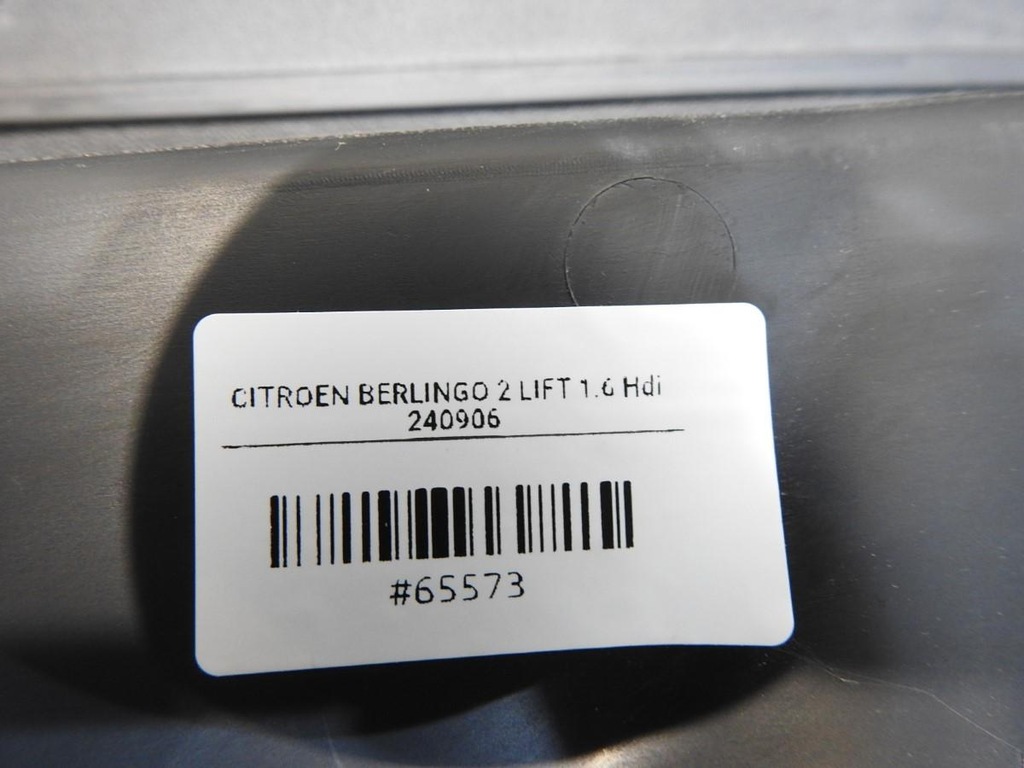 CITROEN BERLINGO 2 LIFT 1.6 Hdi
240906
#65573